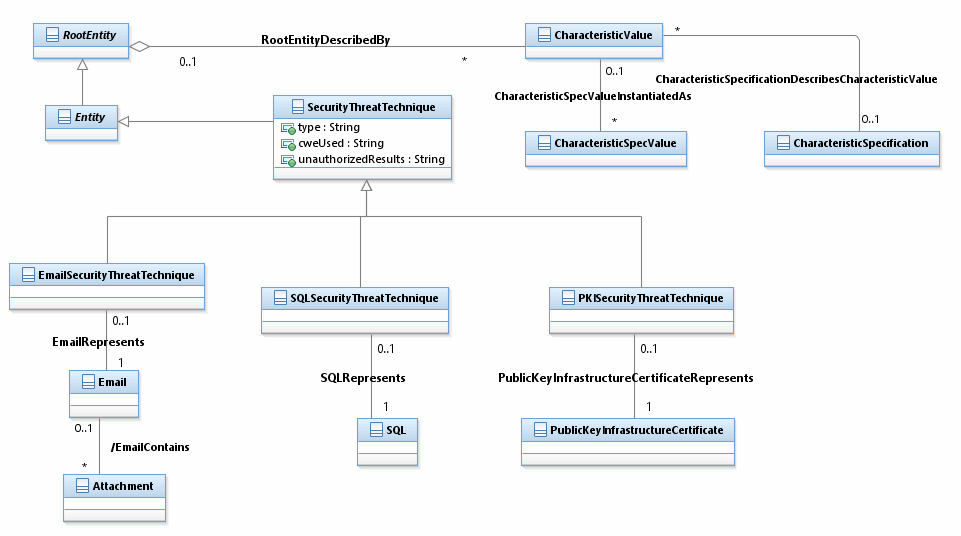 RootEntity
RootEntityDescribedBy
0..1
*
CharacteristicValue
*
0..1
CharacteristicSpecificationDescribesCharacteristicValue
CharacteristicSpecValueInstantiatedAs
*
0..1
Entity
SecurityThreatTechnique
type : String
cweUsed : String
unauthorizedResults : String
CharacteristicSpecValue
CharacteristicSpecification
EmailSecurityThreatTechnique
SQLSecurityThreatTechnique
PKISecurityThreatTechnique
0..1
EmailRepresents
1
0..1
SQLRepresents
1
0..1
PublicKeyInfrastructureCertificateRepresents
1
Email
0..1
/EmailContains
*
Attachment
SQL
PublicKeyInfrastructureCertificate